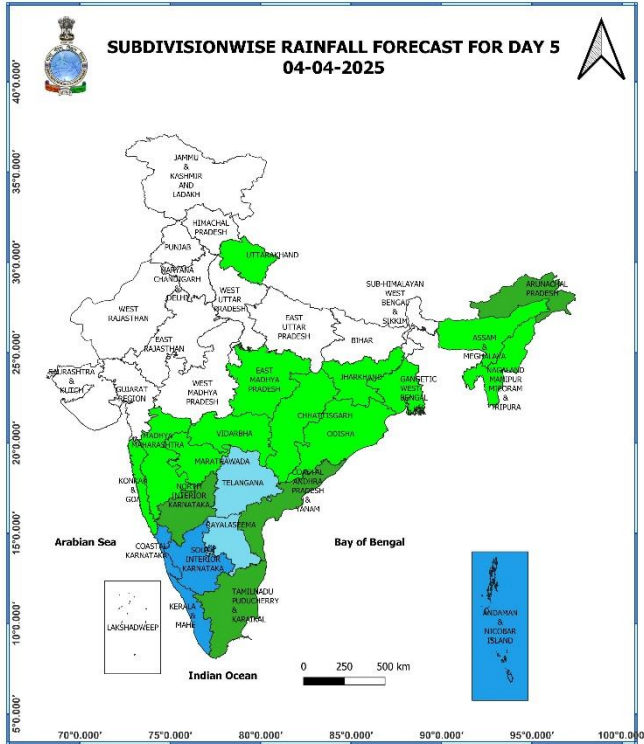 SUBDIVISIONWISE RAINFALL FORECAST FOR DAY 5
04-04-2025
40°0.000'
35°0.000'
30°0.000'
25°0.000'
20°0.000'
15°0.000'
10°0.000'
5°0.000'
JAMMU
&
KASHMIR
AND
LADAKH
HIMACHAL
PRADESH
PUNJAB
UTTARAKHAND
HARYANA
CHANDIGARH
&
DELHI
WEST
UTTAR
PRADESH
SUB-HIMALAYAN
WEST
BENGAL
&
SIKKIM
ARUNACHAL
PRADESH
WEST
RAJASTHAN
EAST
RAJASTHAN
EAST
UTTAR
PRADESH
BIHAR
ASSAM
&
MEGHALAYA
NAGALAND
MANIPUR
MIZORAM
&
TRIPURA
SAURASHTRA
&
KUTCH
GUJARAT
REGION
WEST
MADHYA
PRADESH
EAST
MADHYA
PRADESH
JHARKHAND
GANGETIC
WEST
BENGAL
CHHATTISGARH
ODISHA
VIDARBHA
MADHYA
MAHARASHTRA
MARATHAWADA
KONKAN
&
GOA
TELANGANA
NORTH
INTERIOR
KARNATAKA
COASTAL
ANDHRA
PRADESH
&
YANAM
RAYALASEEMA
Arabian Sea
Bay of Bengal
COASTAL
KARNATAKA
SOUTH
INTERIOR
KARNATAKA
KERALA
&
MAHE
TAMILNADU
PUDUCHERRY
&
KARAIKAL
LAKSHADWEEP
ANDAMAN
&
NICOBAR
ISLAND
Indian Ocean
0 250 500 km
70°0.000' 75°0.000' 80°0.000' 85°0.000' 90°0.000' 95°0.000' 100°0.000'